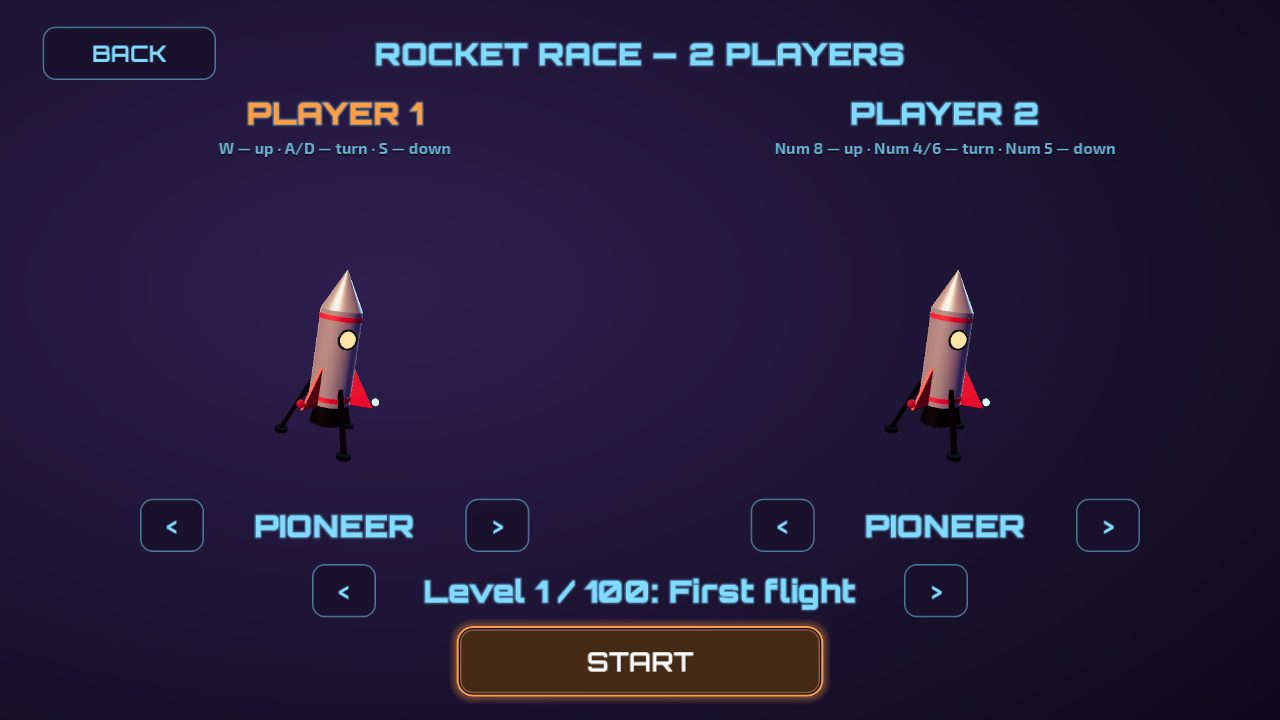 BACK
ROCKET RACE — 2 PLAYERS
PLAYER 1
PLAYER 2
W — up · A/D — turn · S — down
Num 8 — up · Num 4/6 — turn · Num 5 — down
< PIONEER >
< PIONEER >
< Level 1 / 100: First flight >
START